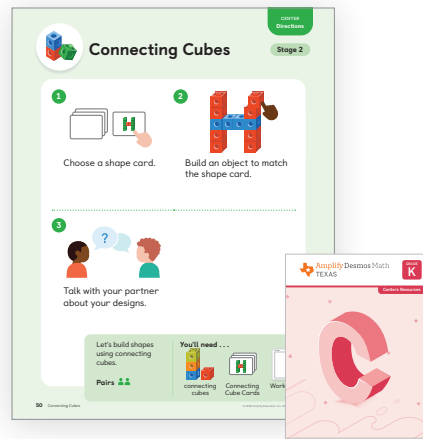 CENTER
Directions
Connecting Cubes
Stage 2
1
2
Choose a shape card.
Build an object to match
the shape card.
3
?
Talk with your partner
about your designs.
Let's build shapes
using connecting
cubes.
Pairs
You'll need . . .
connecting
cubes
Connecting
Cube Cards
Work
50 Connecting Cubes
Amplify Desmos Math
TEXAS
GRADE
K
Centers Resources
C